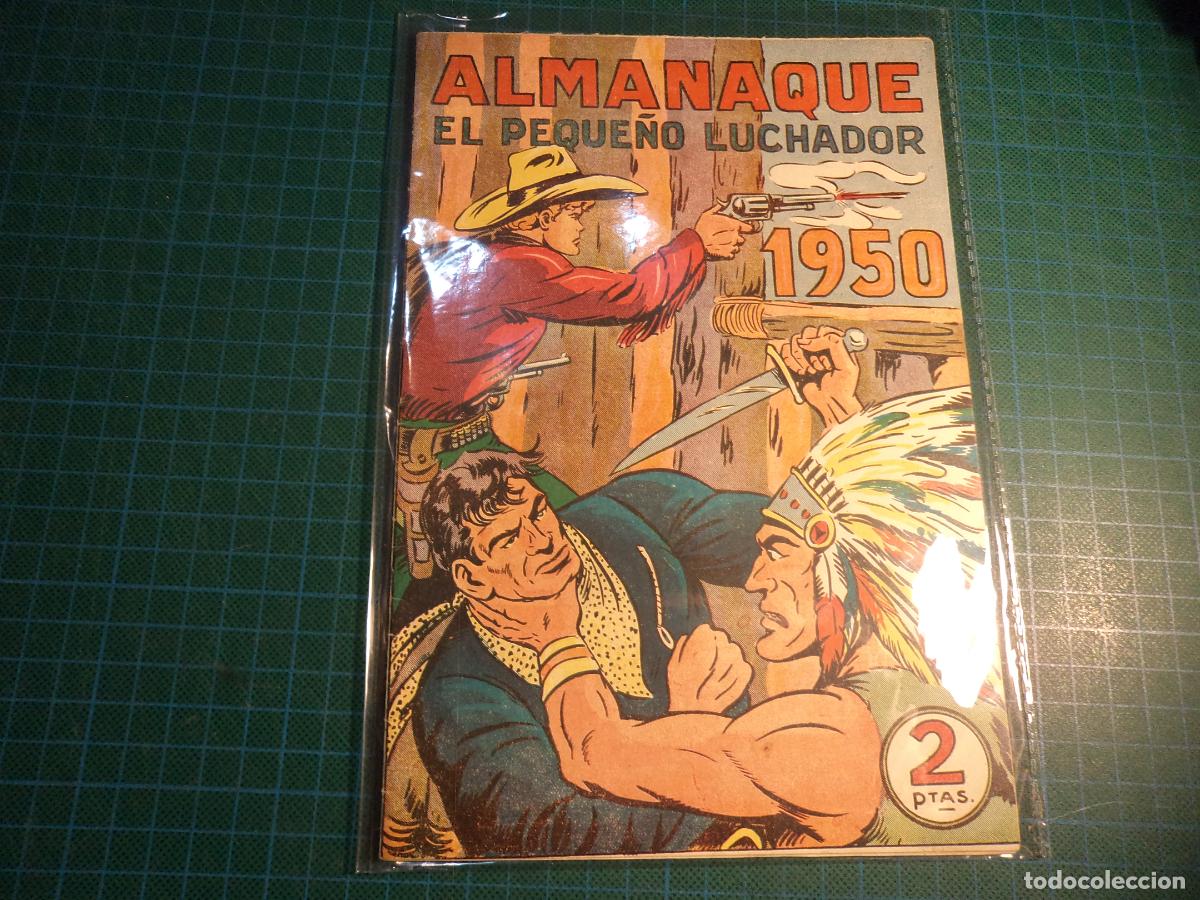 ALMANAQUE
EL PEQUEÑO LUCHADOR
1950
2
PTAS.
todocoleccion